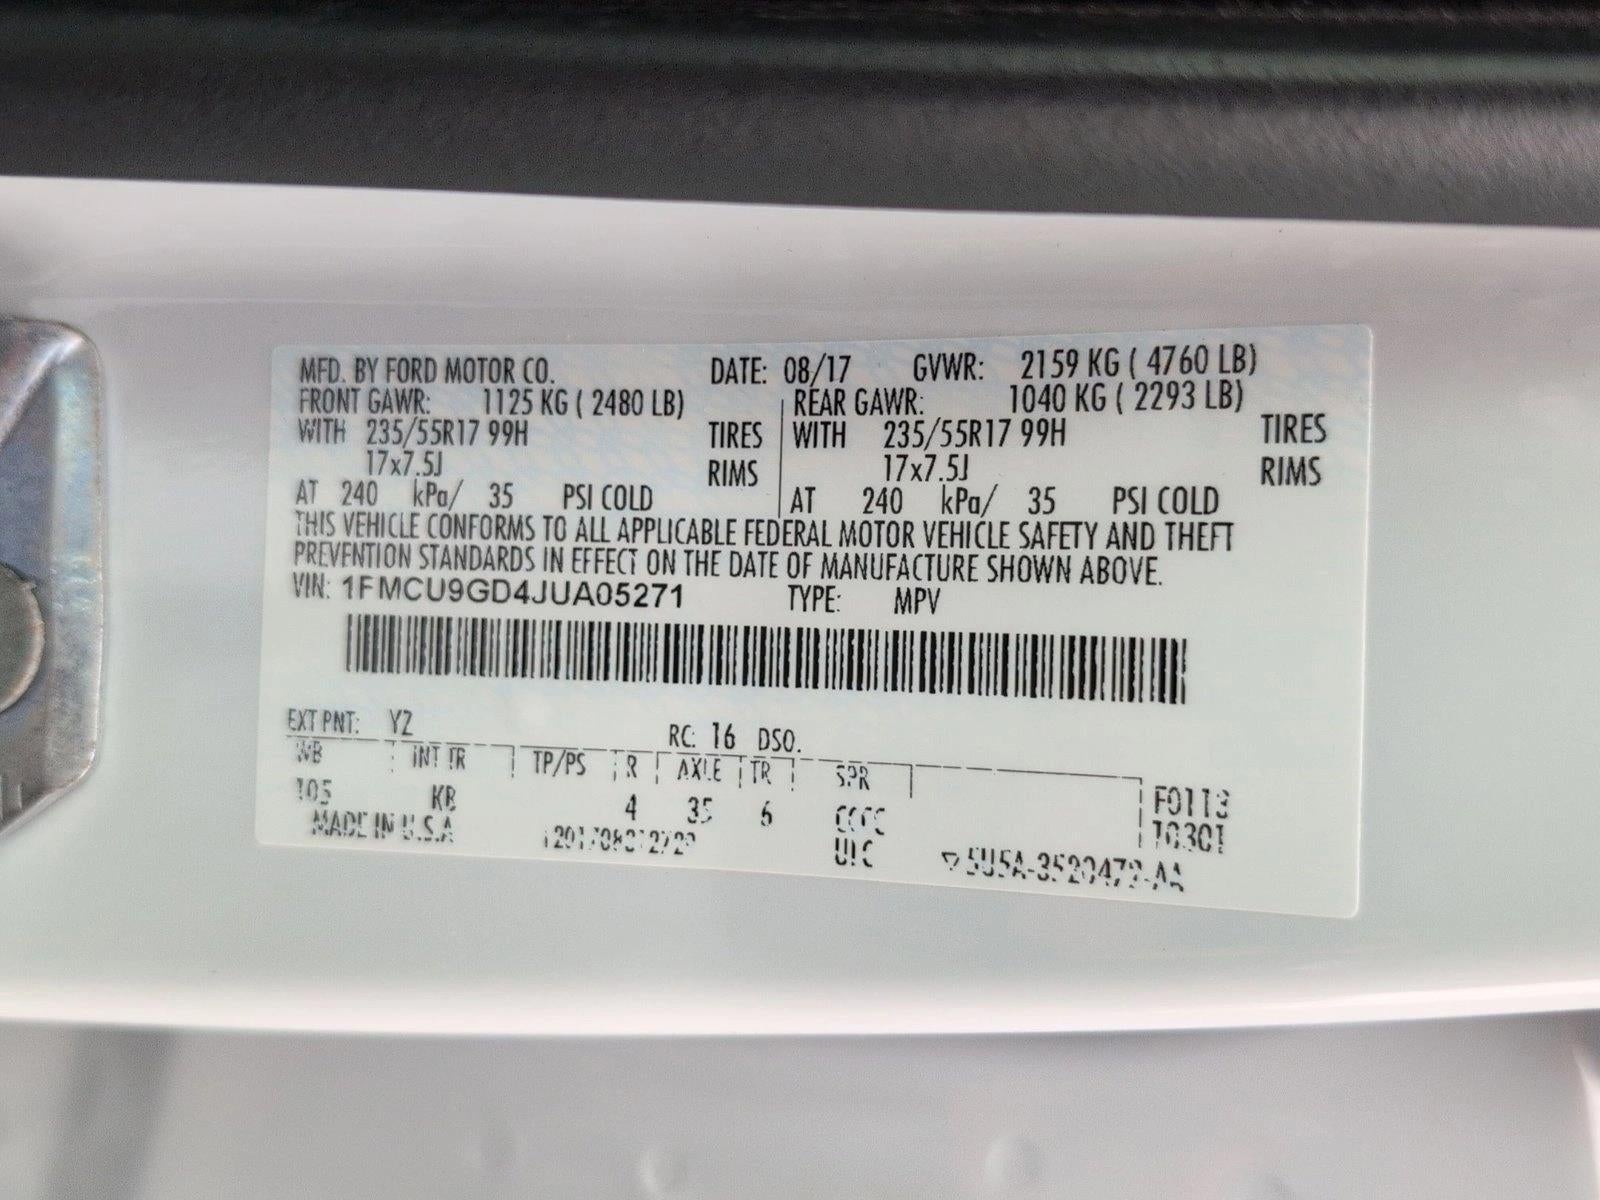 MFD. BY FORD MOTOR CO. DATE: 08/17 GVWR: 2159 KG ( 4760 LB)
FRONT GAWR: 1125 KG ( 2480 LB) REAR GAWR: 1040 KG ( 2293 LB)
WITH 235/55R17 99H TIRES WITH 235/55R17 99H TIRES
17x7.5J RIMS 17x7.5J RIMS
AT 240 kPa/ 35 PSI COLD AT 240 kPa/ 35 PSI COLD
THIS VEHICLE CONFORMS TO ALL APPLICABLE FEDERAL MOTOR VEHICLE SAFETY AND THEFT
PREVENTION STANDARDS IN EFFECT ON THE DATE OF MANUFACTURE SHOWN ABOVE.
VIN: 1FMCU9GD4JUA05271 TYPE: MPV
EXT PNT: YZ RC: 16 DSO:
WB INT TR TP/PS R AXLE TR SPR
105 KB 4 35 6 CCCC F0113
MADE IN U.S.A UIC 10301